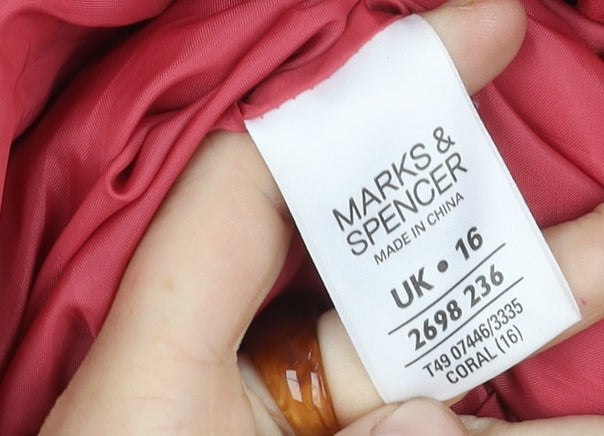 MARKS &
SPENCER
MADE IN CHINA
UK • 16
2698 236
T49 07446/3335
CORAL (16)